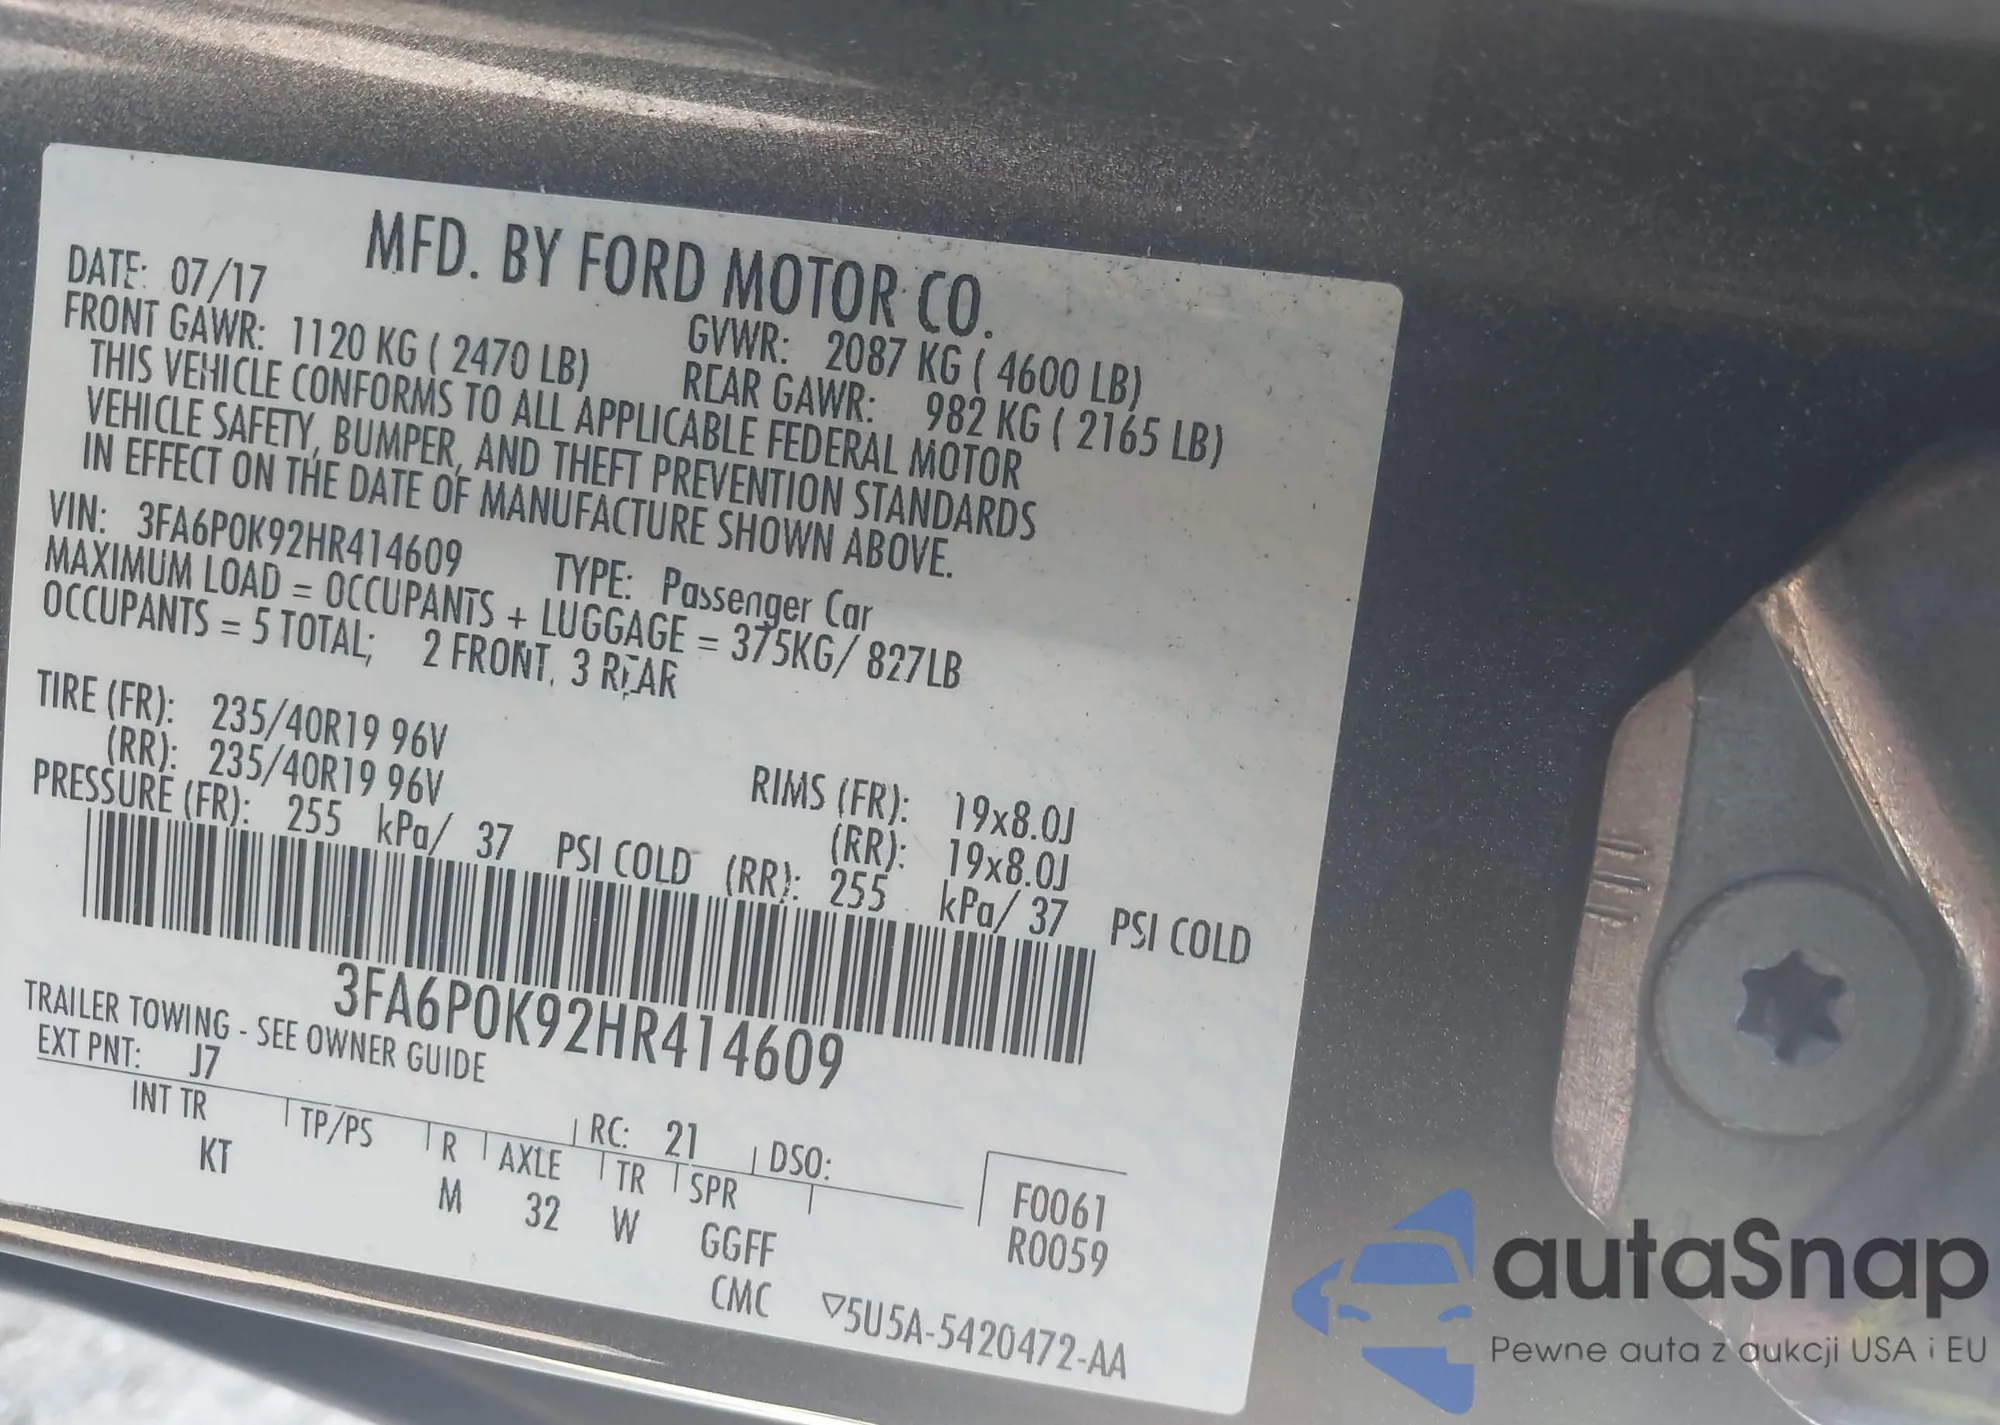 MFD. BY FORD MOTOR CO.
DATE: 07/17 GVWR: 2087 KG ( 4600 LB)
FRONT GAWR: 1120 KG ( 2470 LB) REAR GAWR: 982 KG ( 2165 LB)
THIS VEHICLE CONFORMS TO ALL APPLICABLE FEDERAL MOTOR
VEHICLE SAFETY, BUMPER, AND THEFT PREVENTION STANDARDS
IN EFFECT ON THE DATE OF MANUFACTURE SHOWN ABOVE.
VIN: 3FA6P0K92HR414609 TYPE: Passenger Car
MAXIMUM LOAD = OCCUPANTS + LUGGAGE = 375KG/ 827LB
OCCUPANTS = 5 TOTAL; 2 FRONT, 3 REAR
TIRE (FR): 235/40R19 96V RIMS (FR): 19x8.0J
(RR): 235/40R19 96V (RR): 19x8.0J
PRESSURE (FR): 255 kPa/ 37 PSI COLD (RR): 255 kPa/ 37 PSI COLD
3FA6P0K92HR414609
TRAILER TOWING - SEE OWNER GUIDE
EXT PNT: J7 RC: 21 DSO:
INT TR TP/PS R AXLE TR SPR F0061
KT M 32 W GGFF R0059
CMC ▽5U5A-5420472-AA
autaSnap
Pewne auta z aukcji USA i EU